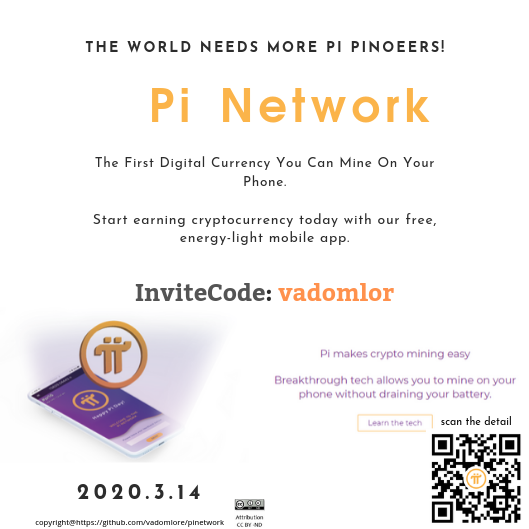 THE WORLD NEEDS MORE PI PINOEERS!
Pi Network
The First Digital Currency You Can Mine On Your
Phone.
Start earning cryptocurrency today with our free,
energy-light mobile app.
InviteCode: vadomlor
Happy Pi Day!
Pi makes crypto mining easy
Breakthrough tech allows you to mine on your
phone without draining your battery.
Learn the tech
scan the detail
2020.3.14
Attribution
CC BY-ND
copyright@https://github.com/vadomlore/pinetwork